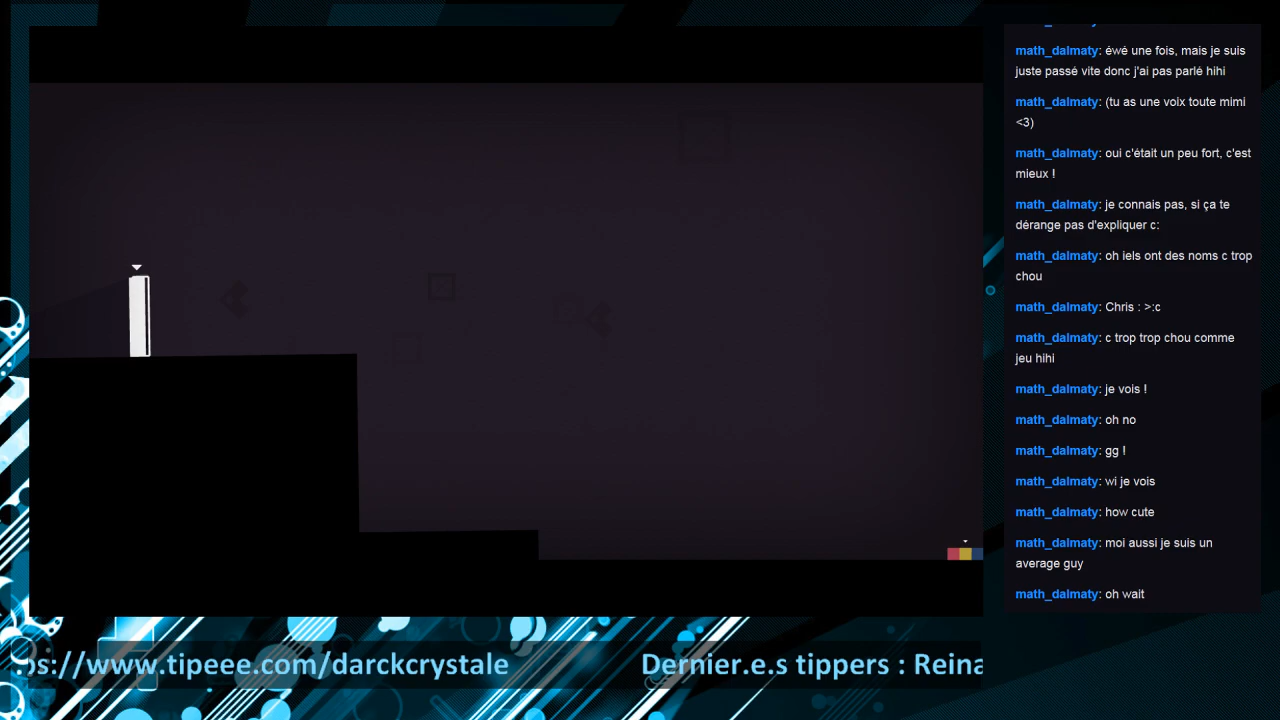 math_dalmaty: éwé une fois, mais je suis
juste passé vite donc j'ai pas parlé hihi
math_dalmaty: (tu as une voix toute mimi
<3)
math_dalmaty: oui c'était un peu fort, c'est
mieux !
math_dalmaty: je connais pas, si ça te
dérange pas d'expliquer c:
math_dalmaty: oh iels ont des noms c trop
chou
math_dalmaty: Chris : >:c
math_dalmaty: c trop trop chou comme
jeu hihi
math_dalmaty: je vois !
math_dalmaty: oh no
math_dalmaty: gg !
math_dalmaty: wi je vois
math_dalmaty: how cute
math_dalmaty: moi aussi je suis un
average guy
math_dalmaty: oh wait
s://www.tipeee.com/darckcrystale
Dernier.e.s tippers : Reina